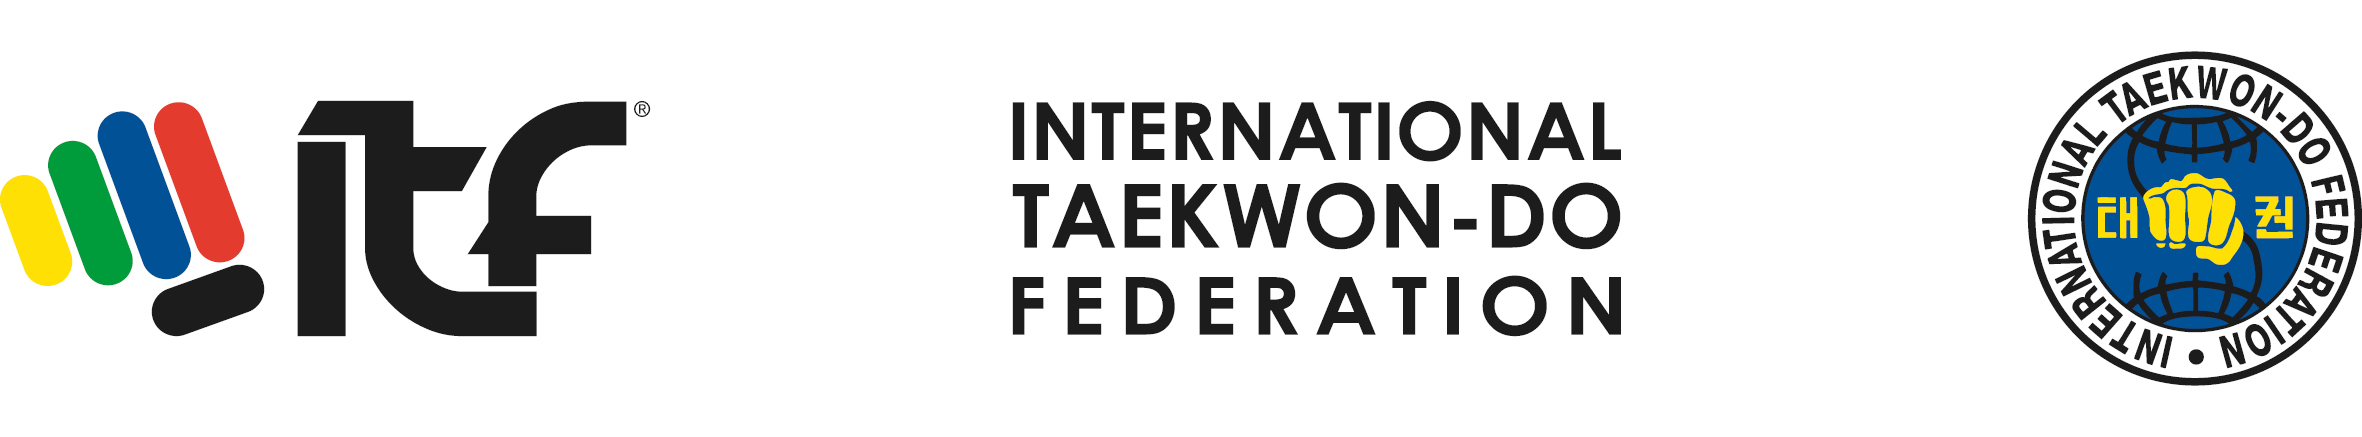 itf®
INTERNATIONAL
TAEKWON-DO
FEDERATION
INTERNATIONAL TAEKWON-DO FEDERATION •
태 권